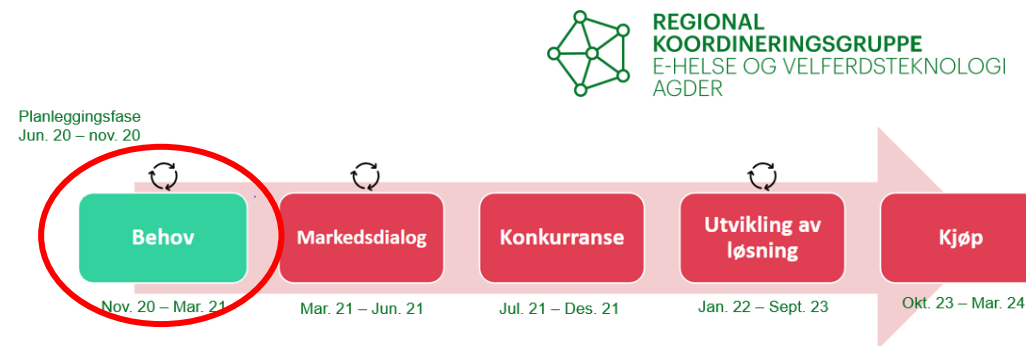 REGIONAL
KOORDINERINGSGRUPPE
E-HELSE OG VELFERDSTEKNOLOGI
AGDER
Planleggingsfase
Jun. 20 – nov. 20
Behov
Markedsdialog
Konkurranse
Utvikling av
løsning
Kjøp
Nov. 20 – Mar. 21
Mar. 21 – Jun. 21
Jul. 21 – Des. 21
Jan. 22 – Sept. 23
Okt. 23 – Mar. 24